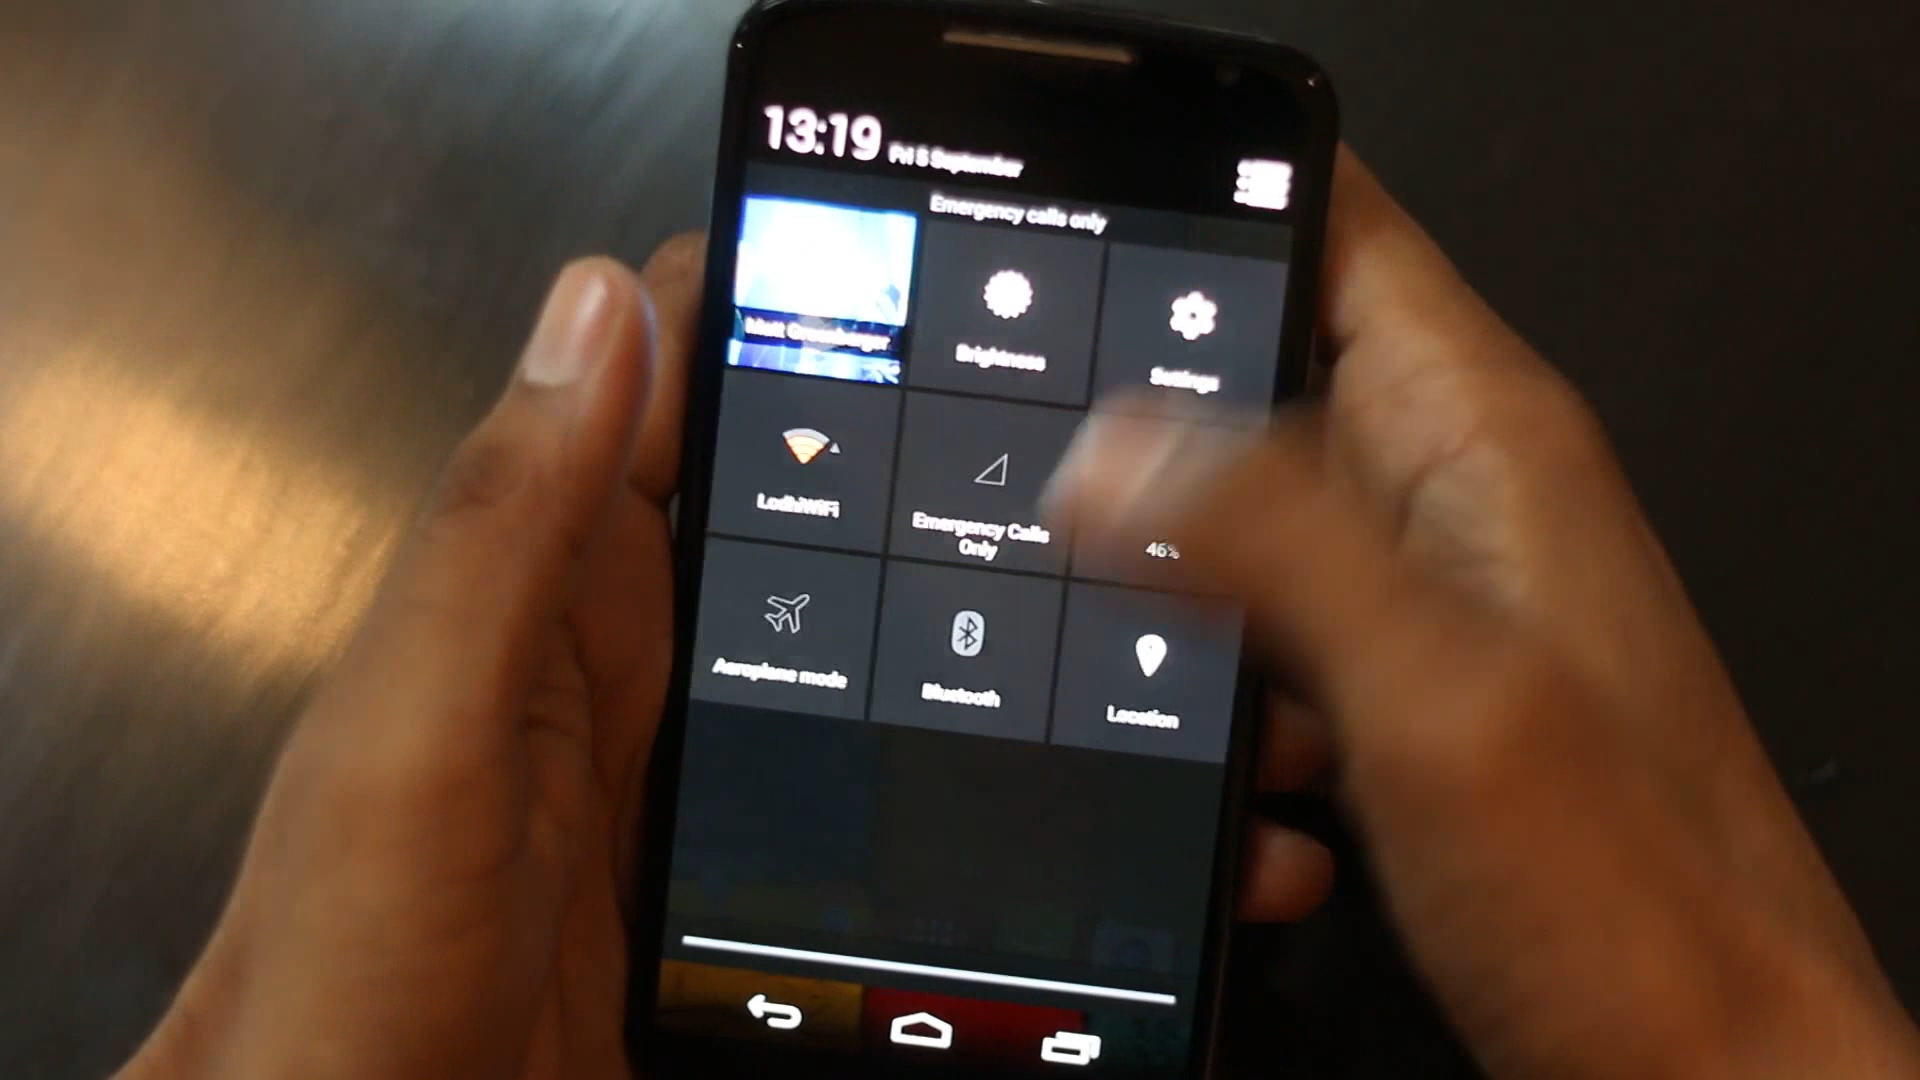 13:19 Fri 5 September
Emergency calls only
Brightness
Settings
LodhiWiFi
Emergency Calls
Only
46%
Aeroplane mode
Bluetooth
Location